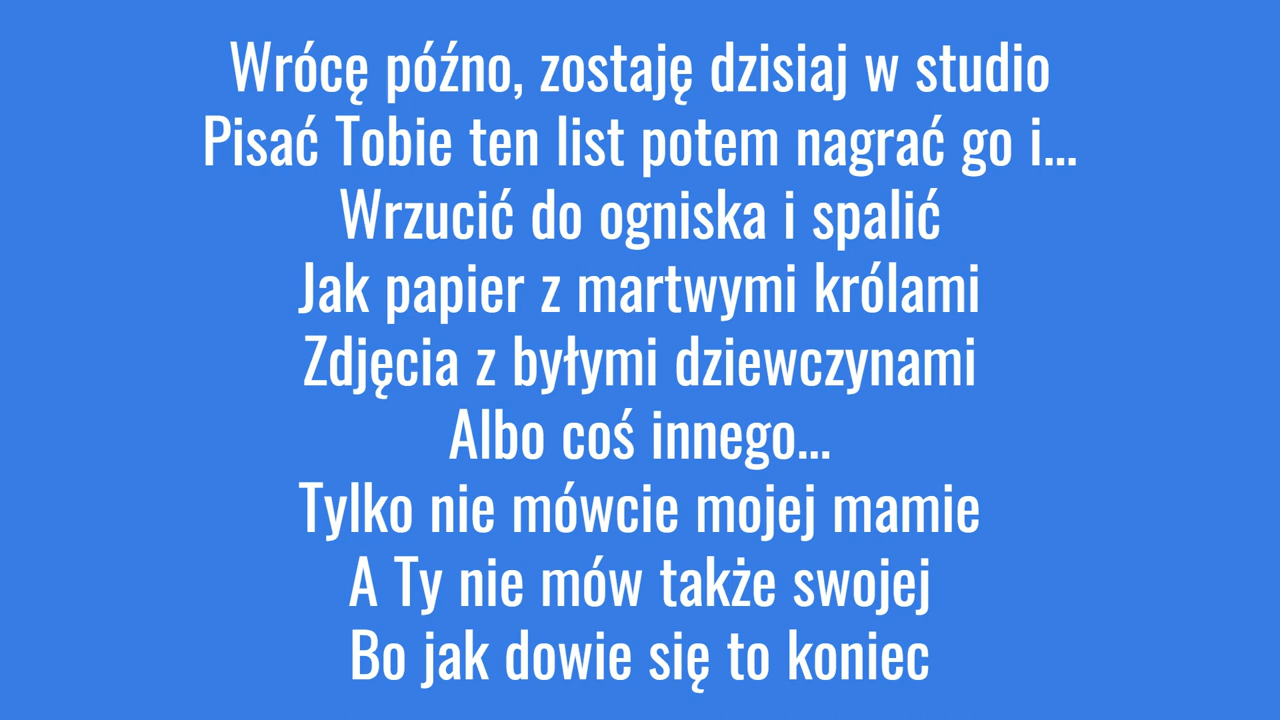 Wrócę późno, zostaję dzisiaj w studio
Pisać Tobie ten list potem nagrać go i...
Wrzucić do ogniska i spalić
Jak papier z martwymi królami
Zdjęcia z byłymi dziewczynami
Albo coś innego...
Tylko nie mówcie mojej mamie
A Ty nie mów także swojej
Bo jak dowie się to koniec